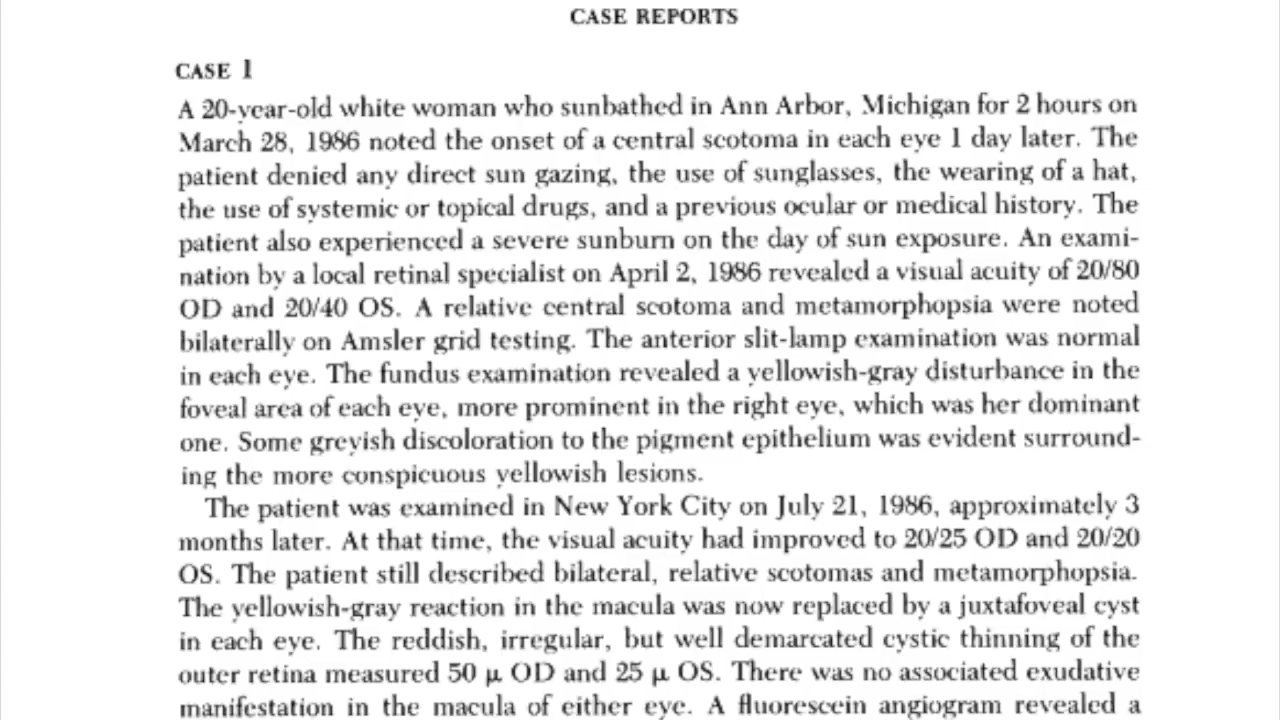 CASE REPORTS
CASE 1
A 20-year-old white woman who sunbathed in Ann Arbor, Michigan for 2 hours on
March 28, 1986 noted the onset of a central scotoma in each eye 1 day later. The
patient denied any direct sun gazing, the use of sunglasses, the wearing of a hat,
the use of systemic or topical drugs, and a previous ocular or medical history. The
patient also experienced a severe sunburn on the day of sun exposure. An exami-
nation by a local retinal specialist on April 2, 1986 revealed a visual acuity of 20/80
OD and 20/40 OS. A relative central scotoma and metamorphopsia were noted
bilaterally on Amsler grid testing. The anterior slit-lamp examination was normal
in each eye. The fundus examination revealed a yellowish-gray disturbance in the
foveal area of each eye, more prominent in the right eye, which was her dominant
one. Some greyish discoloration to the pigment epithelium was evident surround-
ing the more conspicuous yellowish lesions.
The patient was examined in New York City on July 21, 1986, approximately 3
months later. At that time, the visual acuity had improved to 20/25 OD and 20/20
OS. The patient still described bilateral, relative scotomas and metamorphopsia.
The yellowish-gray reaction in the macula was now replaced by a juxtafoveal cyst
in each eye. The reddish, irregular, but well demarcated cystic thinning of the
outer retina measured 50 μ OD and 25 μ OS. There was no associated exudative
manifestation in the macula of either eye. A fluorescein angiogram revealed a